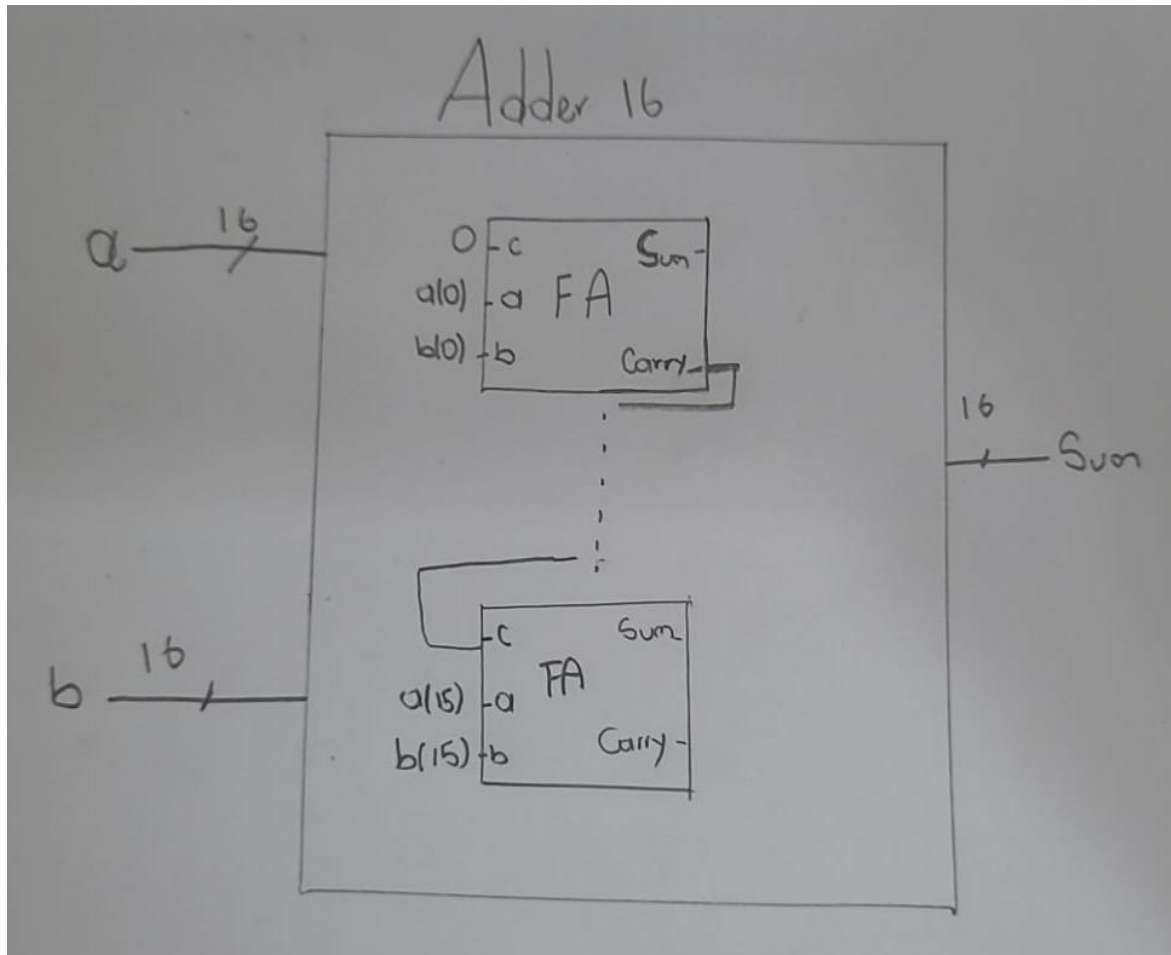 Adder 16
16
a
0 c Sum
a(0) a FA
b(0) b Carry
16
Sum
c Sum
16
b
a(15) a FA
b(15) b Carry